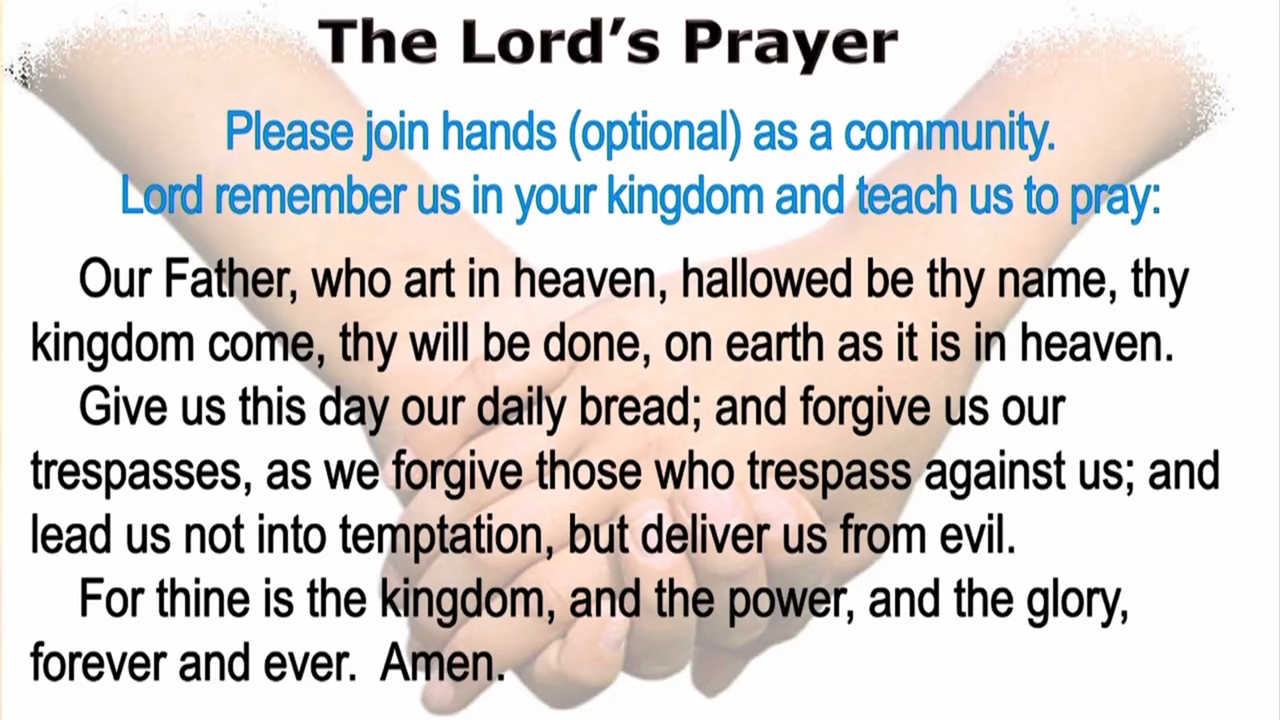 The Lord’s Prayer
Please join hands (optional) as a community.
Lord remember us in your kingdom and teach us to pray:
Our Father, who art in heaven, hallowed be thy name, thy
kingdom come, thy will be done, on earth as it is in heaven.
Give us this day our daily bread; and forgive us our
trespasses, as we forgive those who trespass against us; and
lead us not into temptation, but deliver us from evil.
For thine is the kingdom, and the power, and the glory,
forever and ever.  Amen.